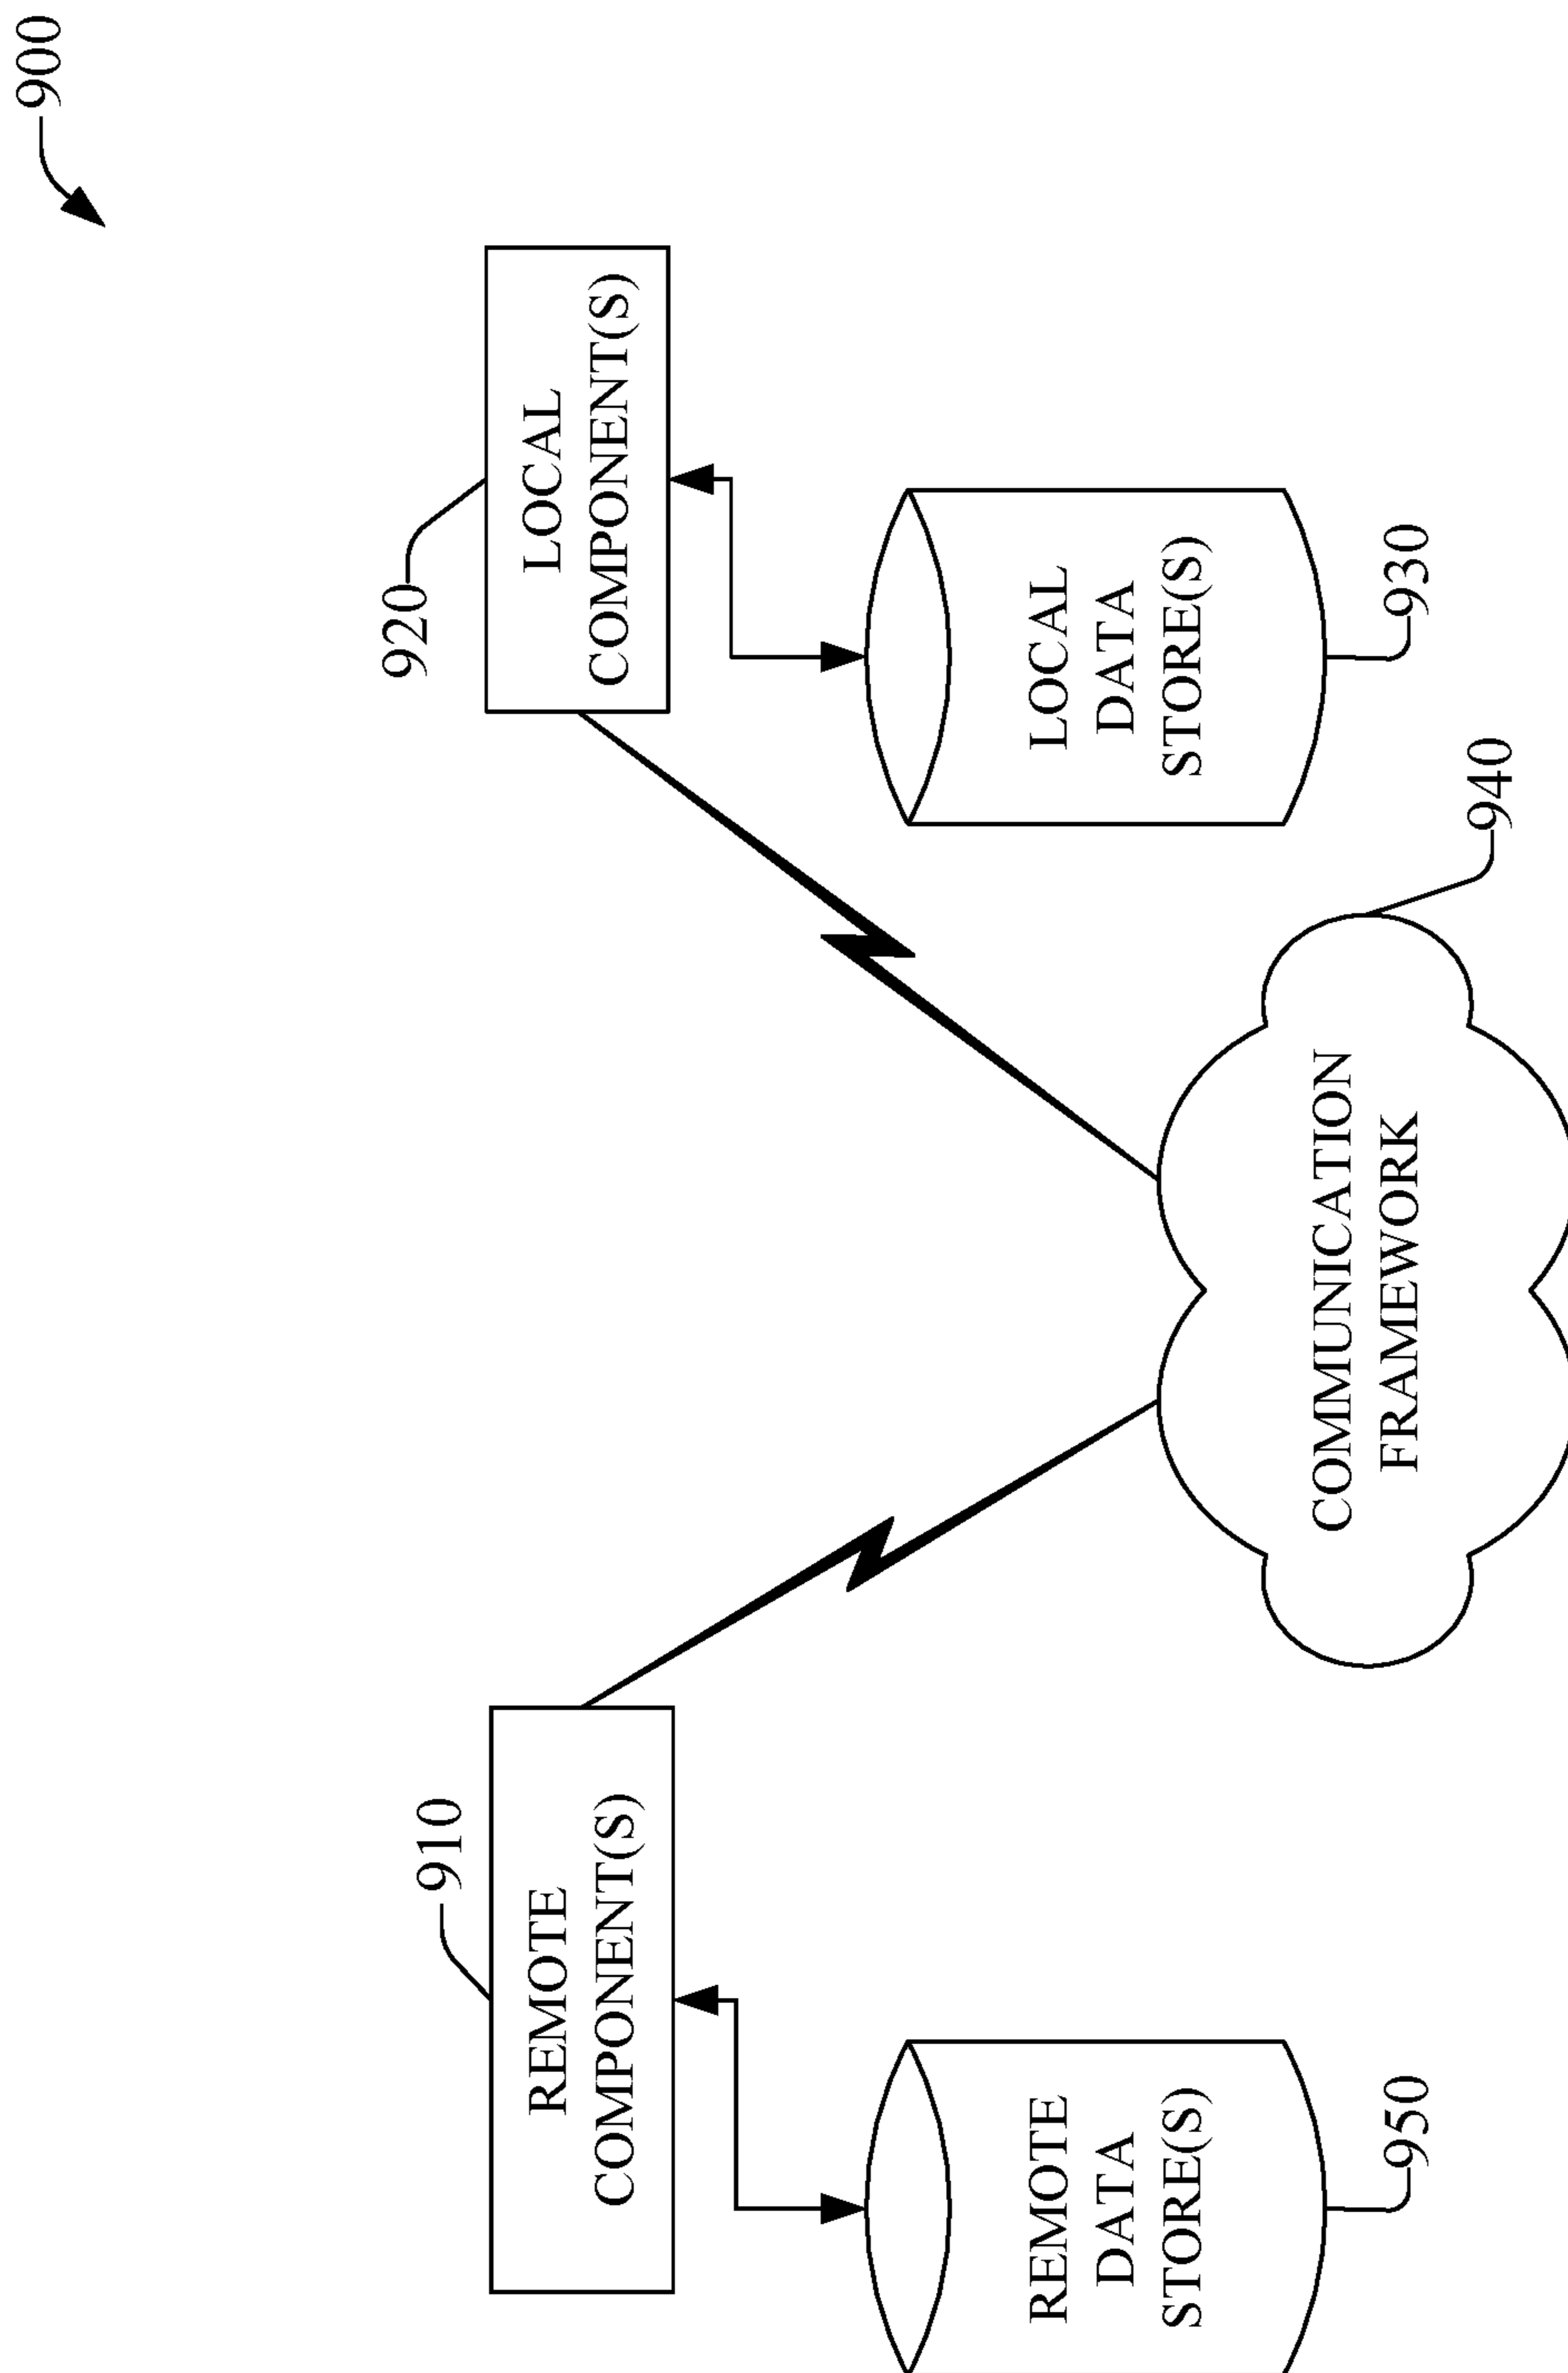 900
910
REMOTE
COMPONENT(S)
920
LOCAL
COMPONENT(S)
REMOTE
DATA
STORE(S)
950
COMMUNICATION
FRAMEWORK
940
LOCAL
DATA
STORE(S)
930